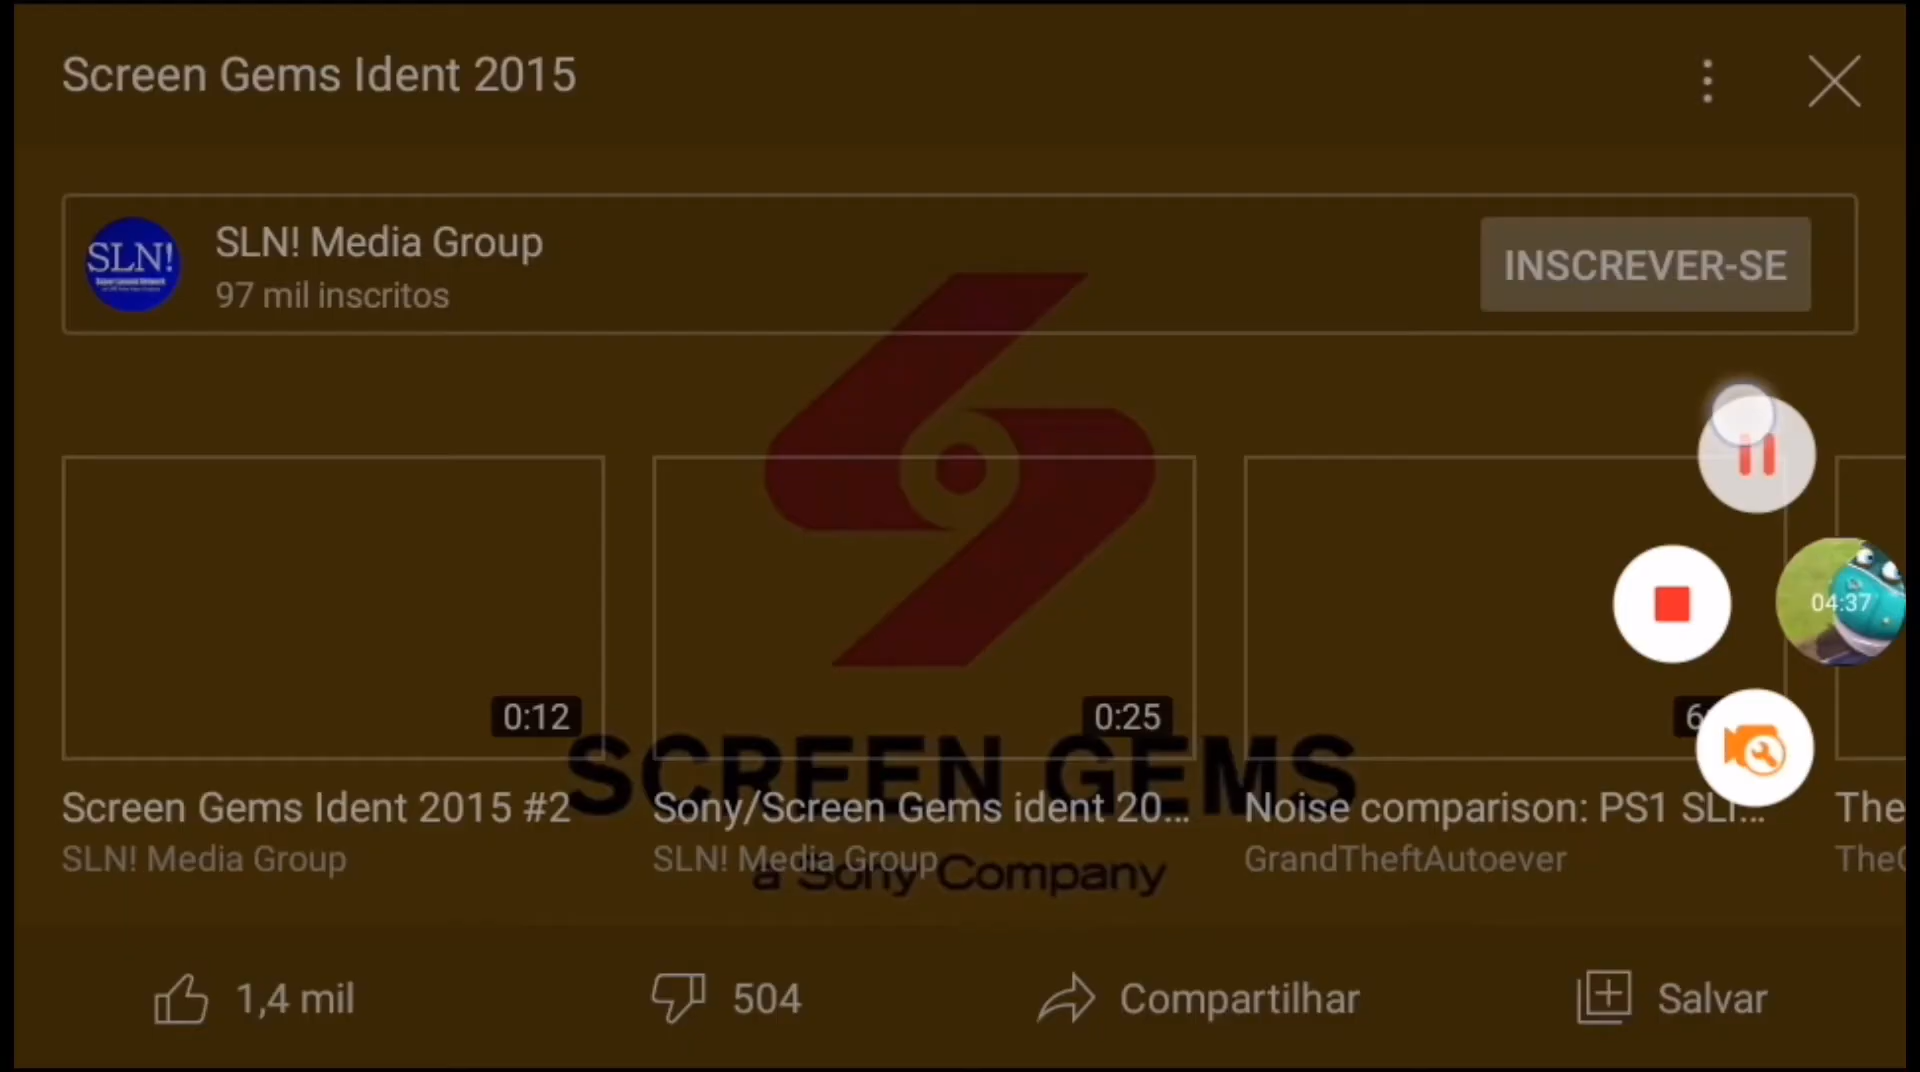 Screen Gems Ident 2015
SLN!
SLN! Media Group
97 mil inscritos
INSCREVER-SE
04:37
0:12
0:25
6:
SCREEN GEMS
Screen Gems Ident 2015 #2
Sony/Screen Gems ident 20...
Noise comparison: PS1 SLI...
The
SLN! Media Group
SLN! Media Group
GrandTheftAutoever
a Sony Company
1,4 mil
504
Compartilhar
Salvar